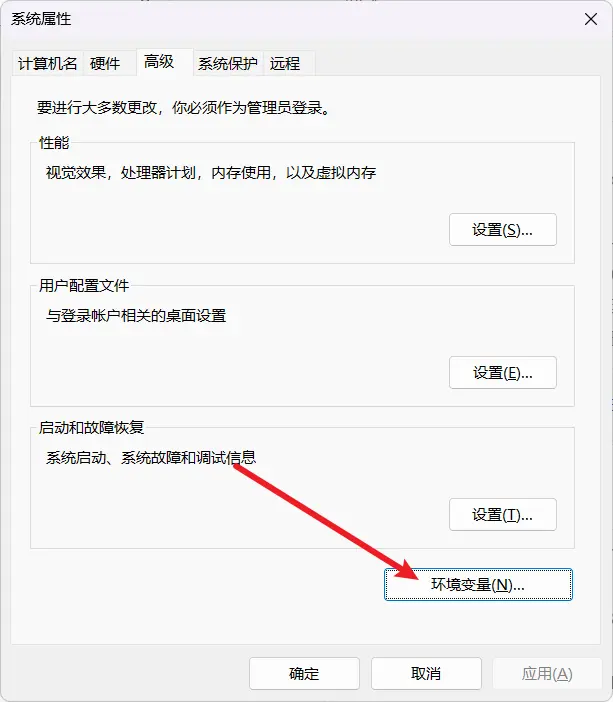 系统属性
计算机名 硬件 高级 系统保护 远程
要进行大多数更改，你必须作为管理员登录。
性能
视觉效果，处理器计划，内存使用，以及虚拟内存
设置(S)...
用户配置文件
与登录帐户相关的桌面设置
设置(E)...
启动和故障恢复
系统启动、系统故障和调试信息
设置(T)...
环境变量(N)...
确定 取消 应用(A)